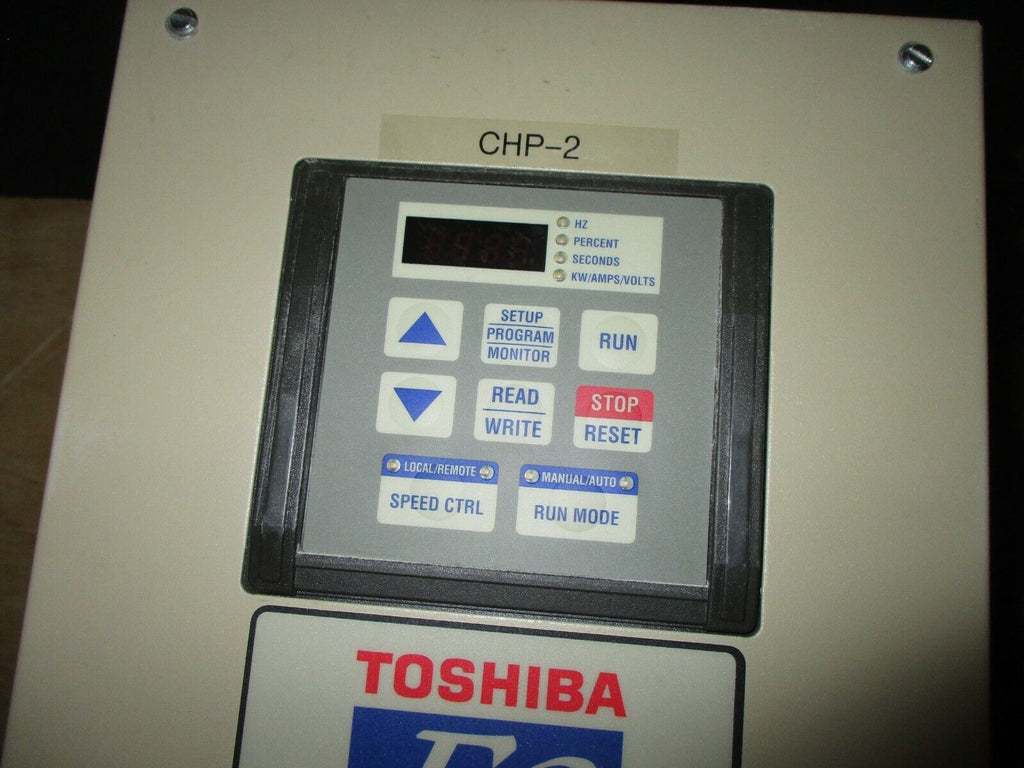 CHP-2
HZ
PERCENT
SECONDS
KW/AMPS/VOLTS
SETUP
PROGRAM
MONITOR
RUN
READ
WRITE
STOP
RESET
LOCAL/REMOTE
SPEED CTRL
MANUAL/AUTO
RUN MODE
TOSHIBA